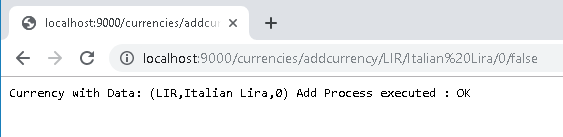 localhost:9000/currencies/addcur
localhost:9000/currencies/addcurrency/LIR/Italian%20Lira/0/false
Currency with Data: (LIR,Italian Lira,0) Add Process executed : OK